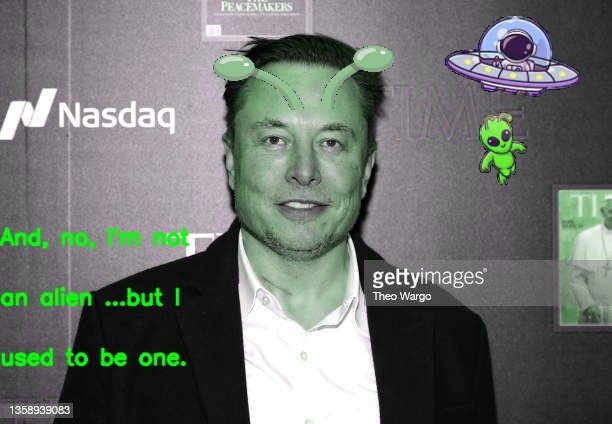 PEACEMAKERS
Nasdaq
TIME
And, no, I'm not
an alien ...but I
used to be one.
gettyimages®
Theo Wargo
1358939083